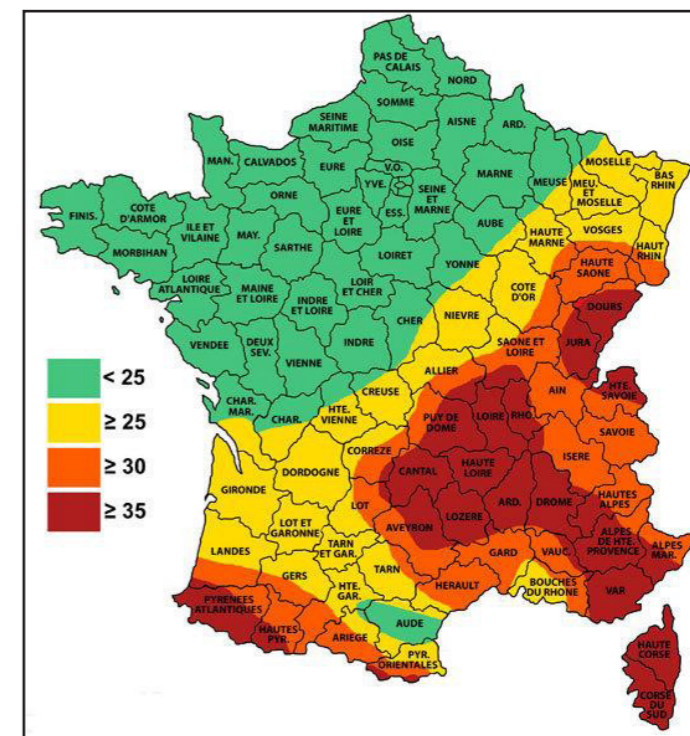 PAS DE
CALAIS
NORD
SOMME
SEINE
MARITIME
AISNE
ARD.
OISE
MAN.
CALVADOS
EURE
V.O.
MARNE
MEUSE
MOSELLE
BAS
RHIN
MEU.
ET
MOSELLE
ORNE
YVE.
SEINE
ET
MARNE
ESS.
FINIS.
COTE
D'ARMOR
ILE ET
VILAINE
MAY.
EURE
ET
LOIRE
AUBE
HAUTE
MARNE
VOSGES
HAUT
RHIN
MORBIHAN
SARTHE
LOIRET
YONNE
HAUTE
SAONE
LOIRE
ATLANTIQUE
MAINE
ET LOIRE
INDRE
ET LOIRE
LOIR
ET CHER
COTE
D'OR
DOUBS
CHER
NIEVRE
JURA
VENDEE
DEUX
SEV.
VIENNE
INDRE
SAONE ET
LOIRE
ALLIER
HTE.
SAVOIE
CHAR.
MAR.
CHAR.
HTE.
VIENNE
CREUSE
AIN
PUY DE
DOME
LOIRE
RHO.
SAVOIE
CORREZE
ISERE
DORDOGNE
CANTAL
HAUTE
LOIRE
GIRONDE
LOT
ARD.
DROME
HAUTES
ALPES
LOT ET
GARONNE
AVEYRON
LOZERE
ALPES
DE HTE.
PROVENCE
ALPES
MAR.
LANDES
TARN
ET GAR.
GARD
VAUC.
GERS
TARN
HERAULT
BOUCHES
DU RHONE
VAR
HTE.
GAR.
PYRENEES
ATLANTIQUES
HAUTES
PYR.
ARIEGE
AUDE
PYR.
ORIENTALES
HAUTE
CORSE
CORSE
DU
SUD
< 25
≥ 25
≥ 30
≥ 35